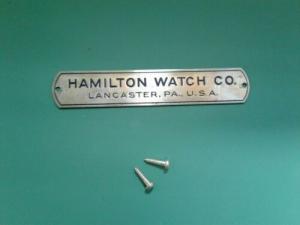 HAMILTON WATCH CO.
LANCASTER, PA., U.S.A.